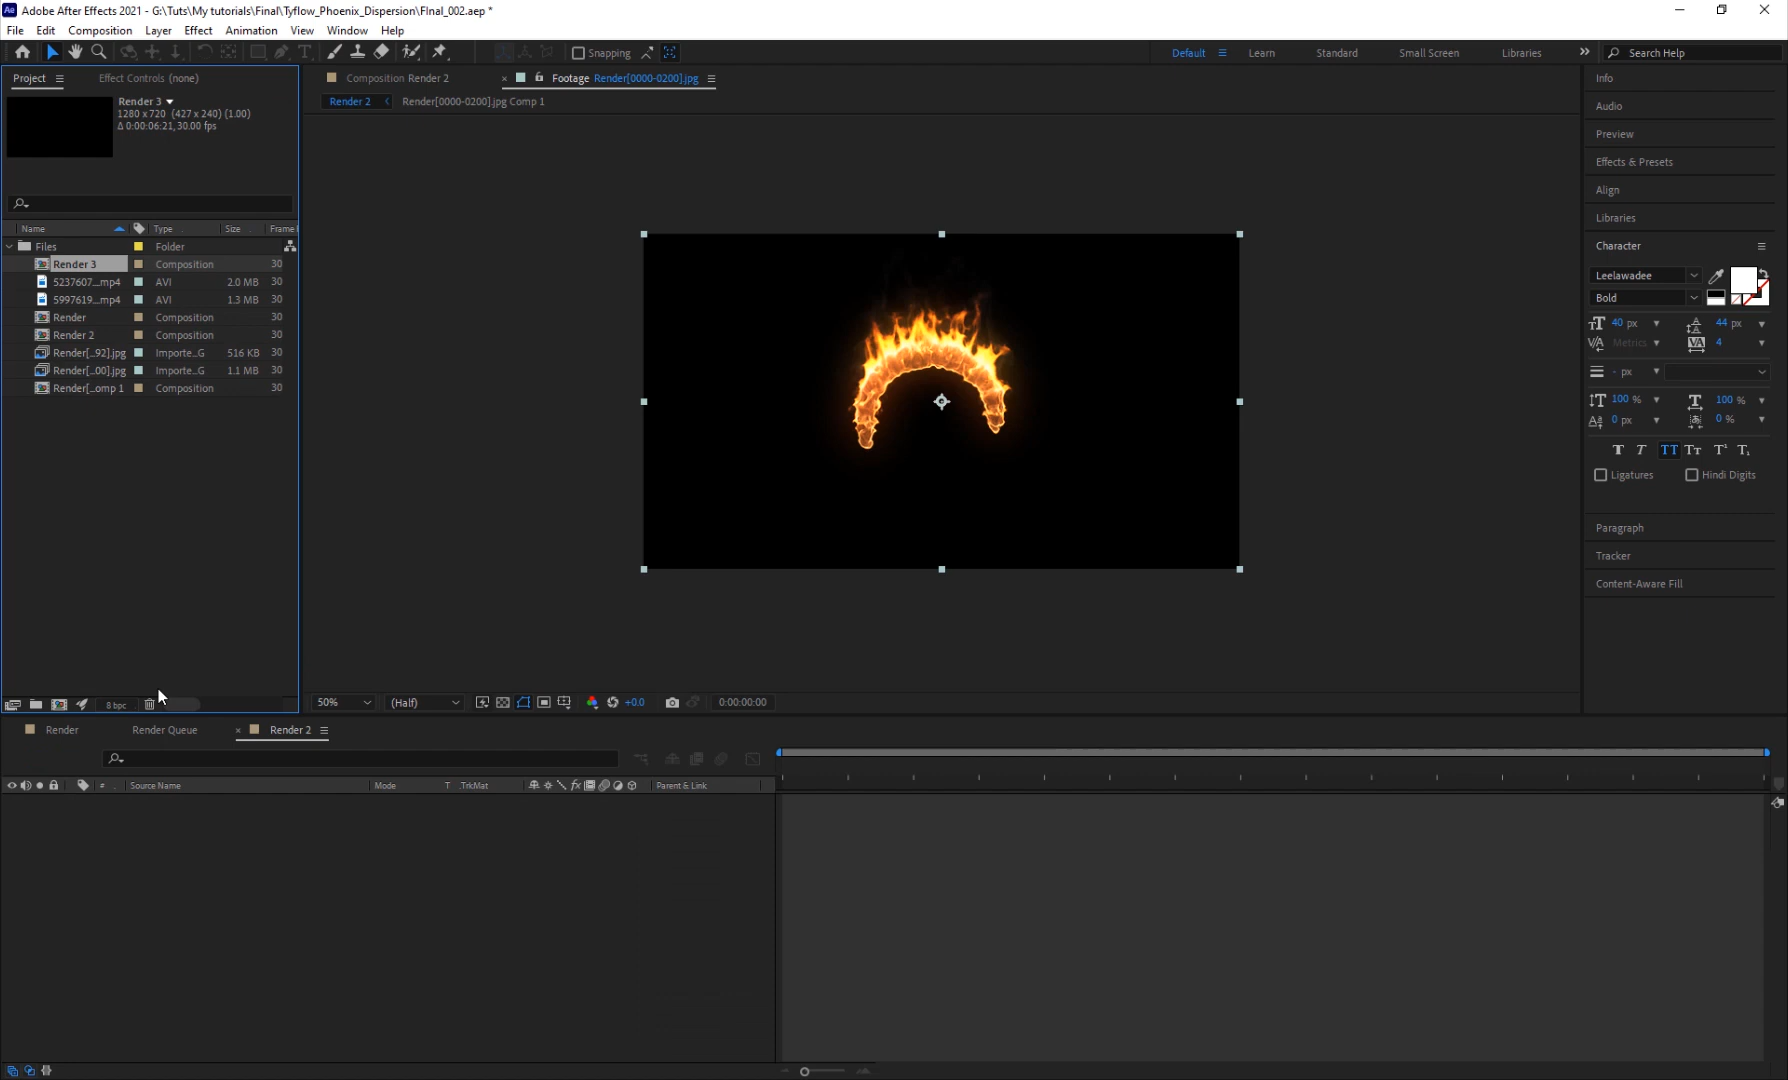 Adobe After Effects 2021 - G:\Tuts\My tutorials\Final\Tyflow_Phoenix_Dispersion\FInal_002.aep *
File Edit Composition Layer Effect Animation View Window Help
Snapping
Default Learn Standard Small Screen Libraries Search Help
Project Effect Controls (none)
Composition Render 2
Footage Render[0000-0200].jpg
Render 3
1280 x 720 (427 x 240) (1.00)
Δ 0:00:06:21, 30.00 fps
Render 2 Render[0000-0200].jpg Comp 1
Name Type Size Frame
Files Folder
Render 3 Composition 30
5237607...mp4 AVI 2.0 MB 30
5997619...mp4 AVI 1.3 MB 30
Render Composition 30
Render 2 Composition 30
Render[...92].jpg Importe...G 516 KB 30
Render[...00].jpg Importe...G 1.1 MB 30
Render[...omp 1 Composition 30
8 bpc
50% (Half) +0.0 0:00:00:00
Info
Audio
Preview
Effects & Presets
Align
Libraries
Character
Leelawadee
Bold
40 px 44 px
Metrics 4
- px
100 % 100 %
0 px 0 %
Ligatures Hindi Digits
Paragraph
Tracker
Content-Aware Fill
Render Render Queue Render 2
# Source Name Mode T .TrkMat Parent & Link